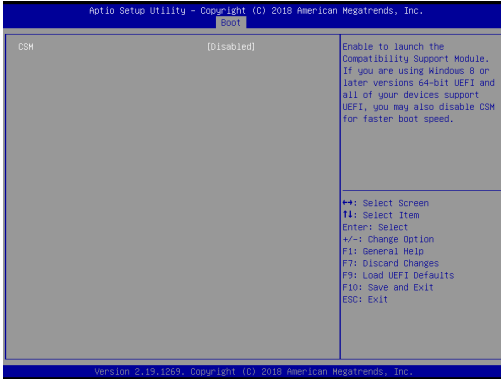 Aptio Setup Utility – Copyright (C) 2018 American Megatrends, Inc.
Boot
CSM [Disabled]
Enable to launch the
Compatibility Support Module.
If you are using Windows 8 or
later versions 64-bit UEFI and
all of your devices support
UEFI, you may also disable CSM
for faster boot speed.
↔: Select Screen
↑↓: Select Item
Enter: Select
+/-: Change Option
F1: General Help
F7: Discard Changes
F9: Load UEFI Defaults
F10: Save and Exit
ESC: Exit
Version 2.19.1269. Copyright (C) 2018 American Megatrends, Inc.